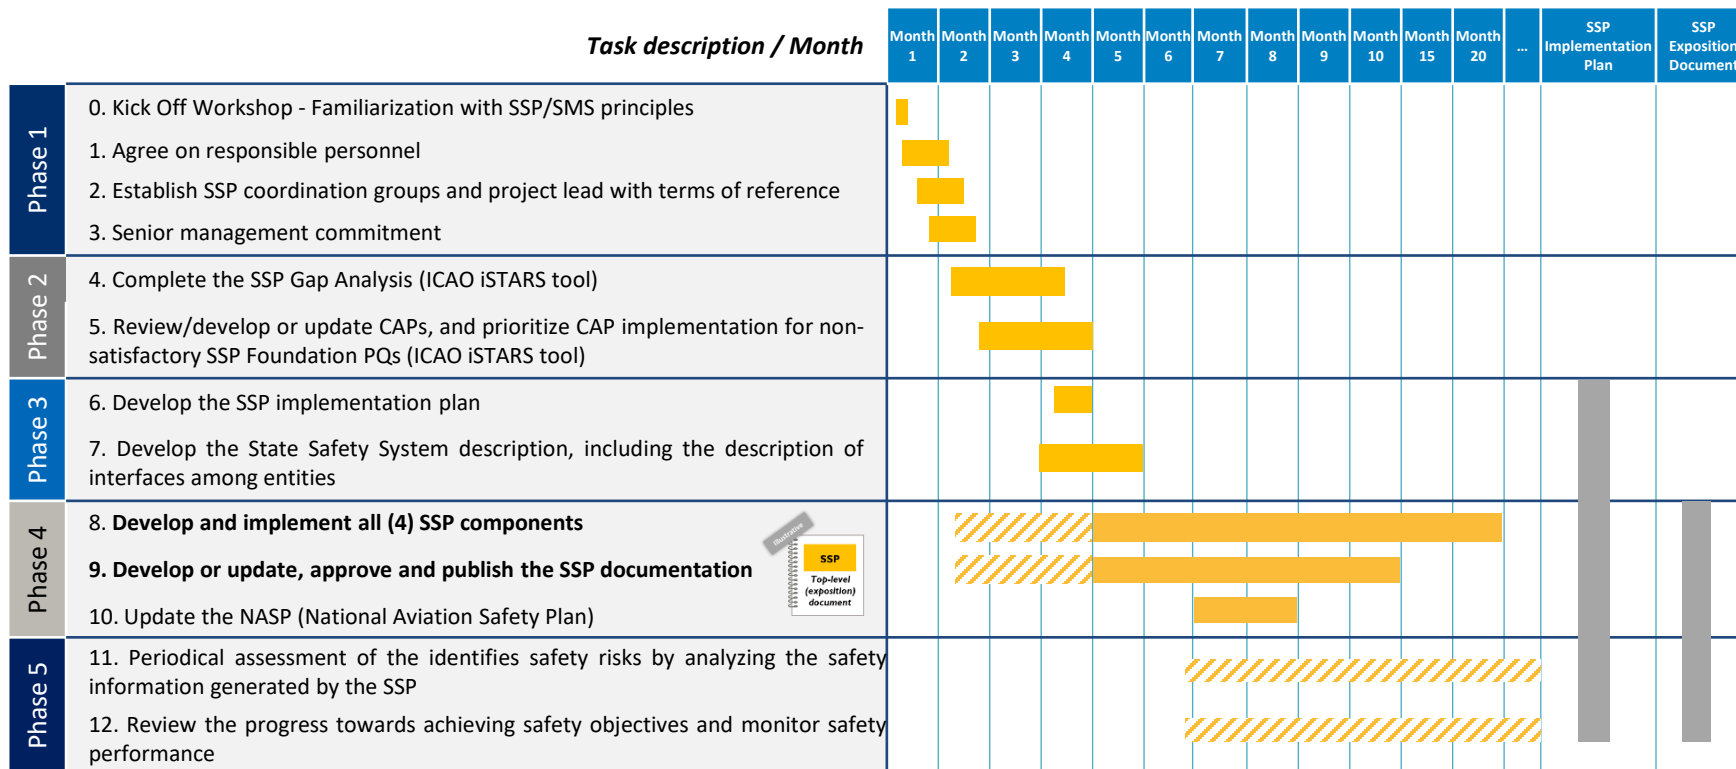 Task description / Month
Month 1
Month 2
Month 3
Month 4
Month 5
Month 6
Month 7
Month 8
Month 9
Month 10
Month 15
Month 20
...
SSP
Implementation
Plan
SSP
Exposition
Document
Phase 1
0. Kick Off Workshop - Familiarization with SSP/SMS principles
1. Agree on responsible personnel
2. Establish SSP coordination groups and project lead with terms of reference
3. Senior management commitment
Phase 2
4. Complete the SSP Gap Analysis (ICAO iSTARS tool)
5. Review/develop or update CAPs, and prioritize CAP implementation for non-
satisfactory SSP Foundation PQs (ICAO iSTARS tool)
Phase 3
6. Develop the SSP implementation plan
7. Develop the State Safety System description, including the description of
interfaces among entities
Phase 4
8. Develop and implement all (4) SSP components
9. Develop or update, approve and publish the SSP documentation
10. Update the NASP (National Aviation Safety Plan)
Illustrative
SSP
Top-level
(exposition)
document
Phase 5
11. Periodical assessment of the identifies safety risks by analyzing the safety
information generated by the SSP
12. Review the progress towards achieving safety objectives and monitor safety
performance